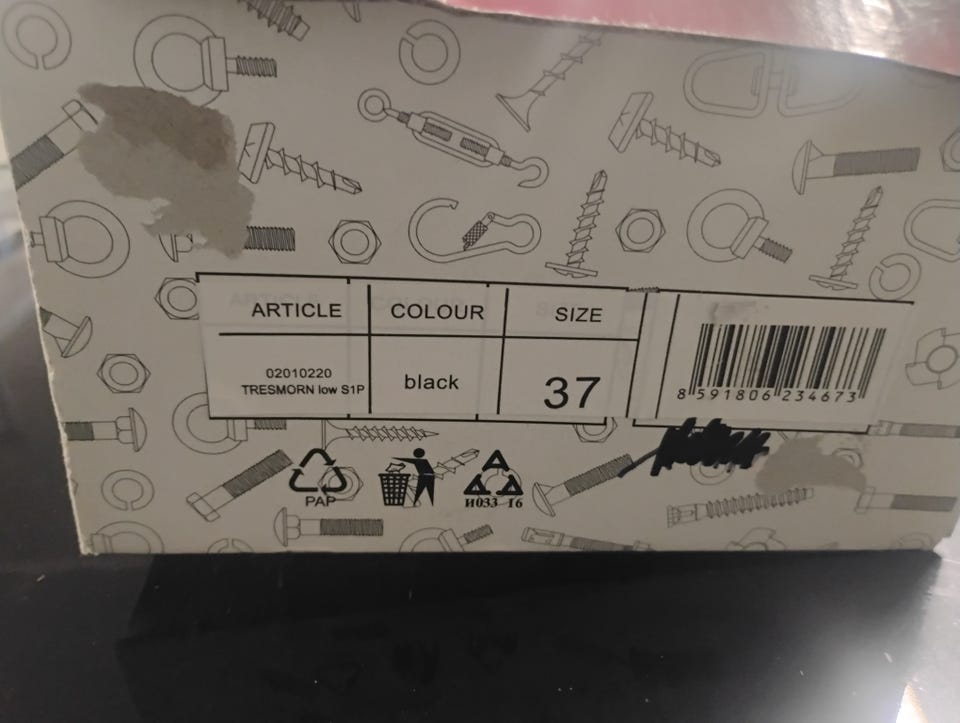 ARTICLE COLOUR SIZE
02010220
TRESMORN low S1P
black
37
8 591806 234673
PAP
И033 16